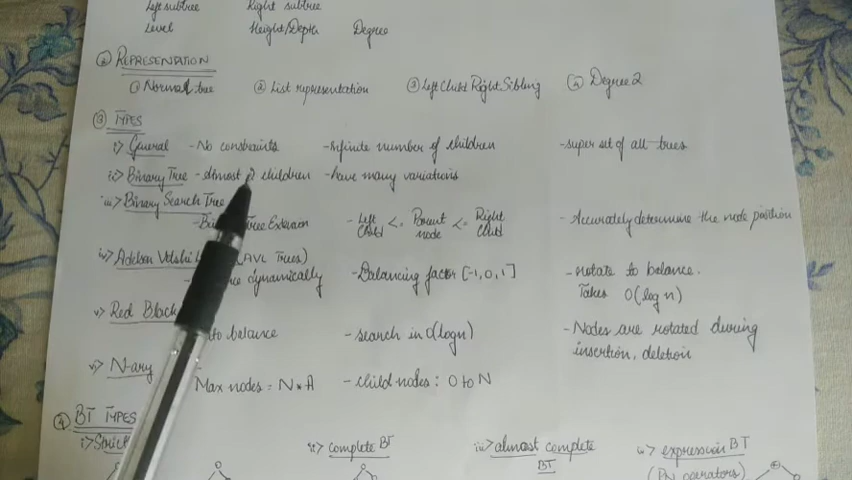 Left subtree Right subtree
Level Height/Depth Degree
② REPRESENTATION
① Normal tree ② List representation ③ Left Child Right Sibling ④ Degree 2
③ TYPES
i> General - No constraints - Infinite number of children - super set of all trees
ii> Binary Tree - atmost 2 children - have many variations
iii> Binary Search Tree
Tree Extension - Left Child <= Parent node <= Right Child - Accurately determine the node position
iv> Adelson (AVL Trees)
dynamically - Balancing factor [-1, 0, 1] - rotate to balance.
Takes O(log n)
v> Red Black
to balance - search in O(logn) - Nodes are rotated during
insertion, deletion
vi> N-ary
Max nodes = N * A - child nodes: 0 to N
④ BT TYPES
i> Strict ii> complete BT iii> almost complete BT expression BT
operators)